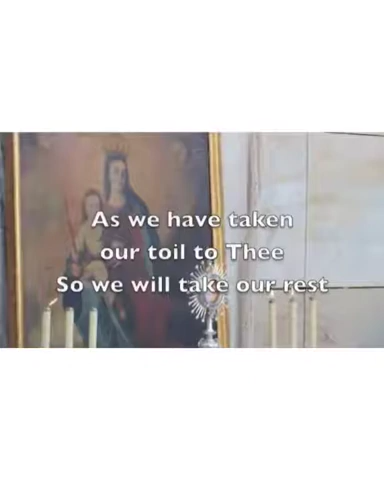 As we have taken
our toil to Thee
So we will take our rest